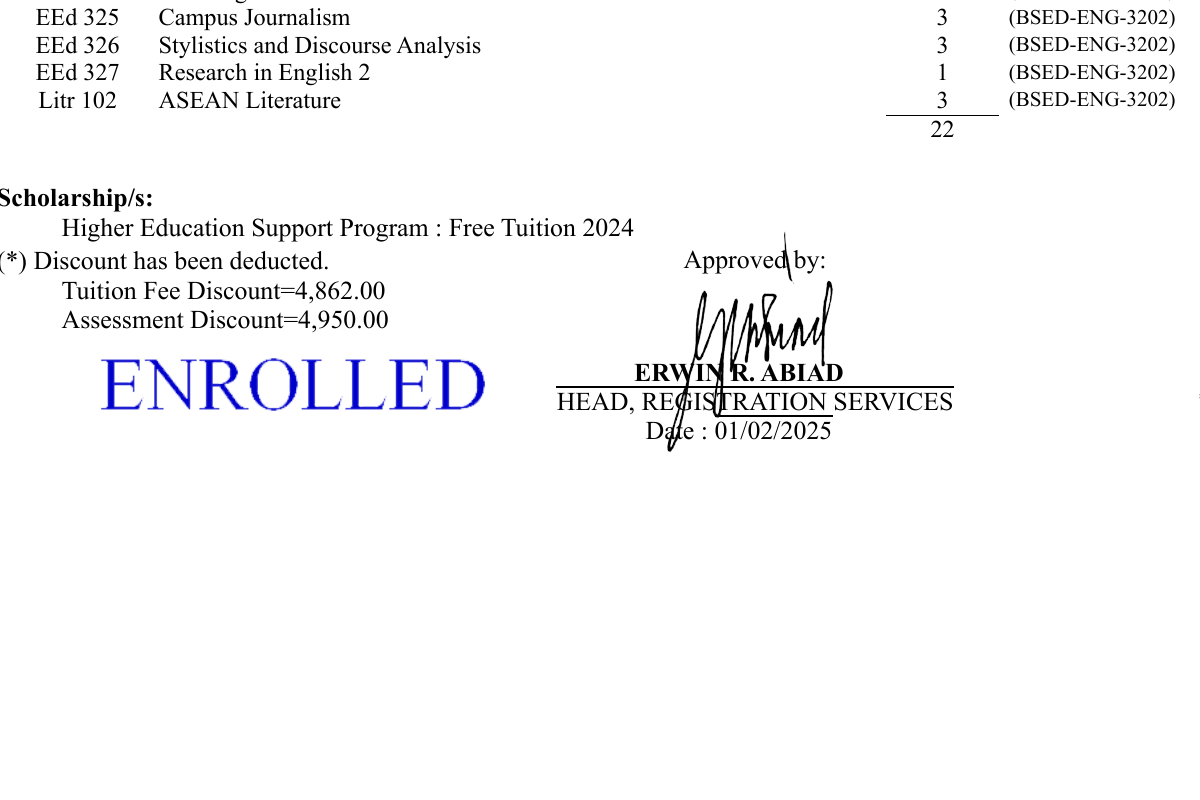 EEd 325 Campus Journalism 3 (BSED-ENG-3202)
EEd 326 Stylistics and Discourse Analysis 3 (BSED-ENG-3202)
EEd 327 Research in English 2 1 (BSED-ENG-3202)
Litr 102 ASEAN Literature 3 (BSED-ENG-3202)
22
Scholarship/s:
Higher Education Support Program : Free Tuition 2024
(*) Discount has been deducted.
Tuition Fee Discount=4,862.00
Assessment Discount=4,950.00
ENROLLED
Approved by:
ERWIN R. ABIAD
HEAD, REGISTRATION SERVICES
Date : 01/02/2025